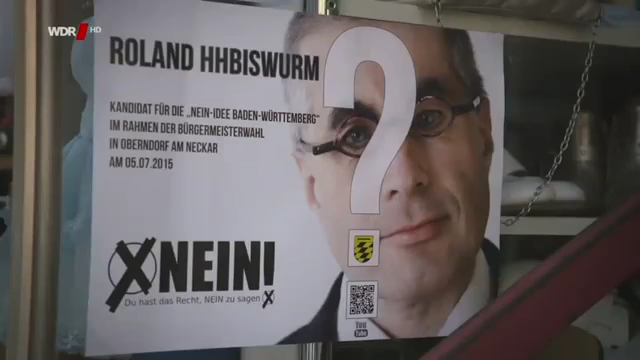 WDR HD
ROLAND HHBISWURM
KANDIDAT FÜR DIE „NEIN-IDEE BADEN-WÜRTTEMBERG“
IM RAHMEN DER BÜRGERMEISTERWAHL
IN OBERNDORF AM NECKAR
AM 05.07.2015
?
X NEIN!
Du hast das Recht, NEIN zu sagen X
You
Tube